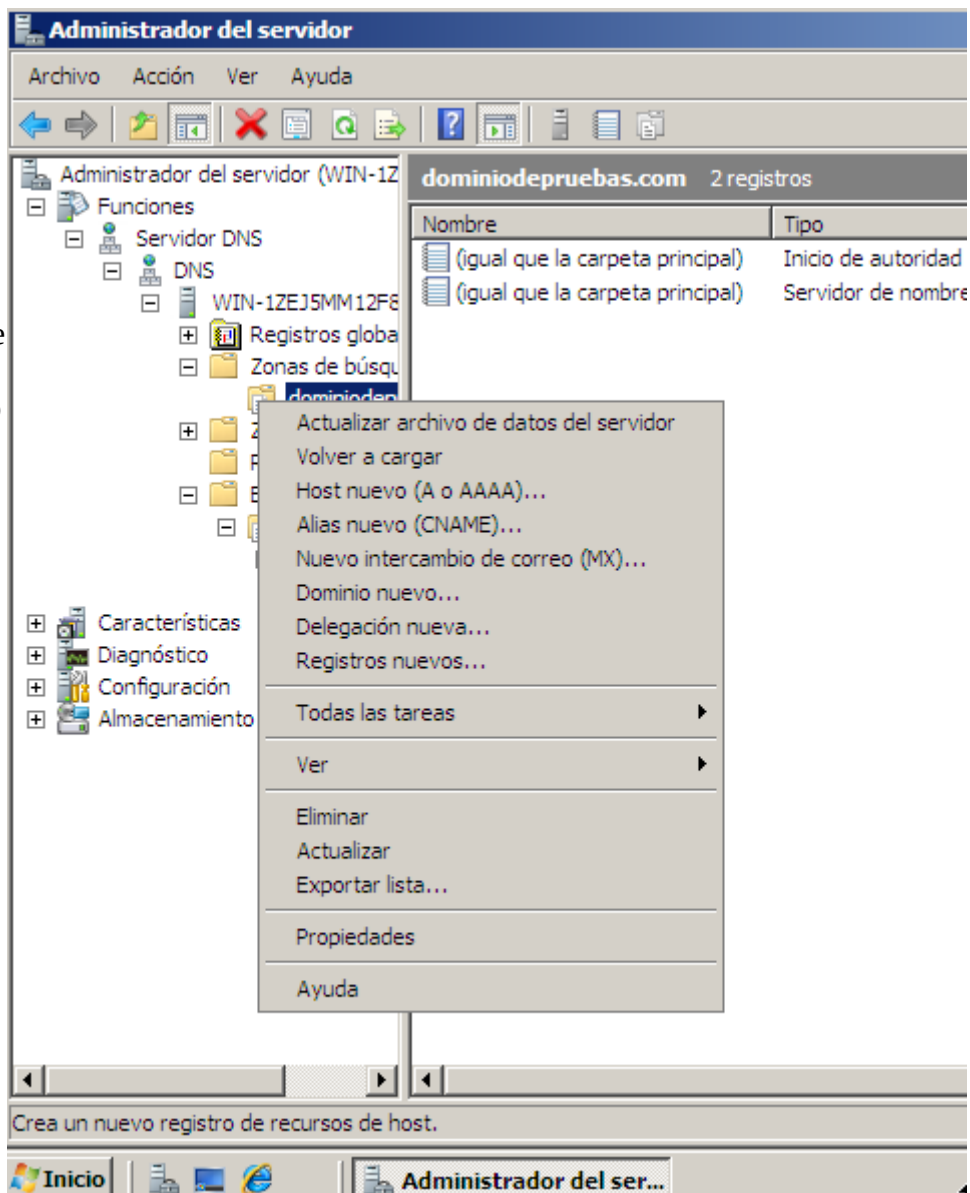 Administrador del servidor
Archivo Acción Ver Ayuda
Administrador del servidor (WIN-1Z
Funciones
Servidor DNS
DNS
WIN-1ZEJ5MM12F8
Registros globa
Zonas de búsqu
dominiodep
dominiodepruebas.com 2 registros
Nombre Tipo
(igual que la carpeta principal) Inicio de autoridad
(igual que la carpeta principal) Servidor de nombre
Actualizar archivo de datos del servidor
Volver a cargar
Host nuevo (A o AAAA)...
Alias nuevo (CNAME)...
Nuevo intercambio de correo (MX)...
Dominio nuevo...
Delegación nueva...
Registros nuevos...
Todas las tareas
Ver
Eliminar
Actualizar
Exportar lista...
Propiedades
Ayuda
Características
Diagnóstico
Configuración
Almacenamiento
Crea un nuevo registro de recursos de host.
Inicio
Administrador del ser...